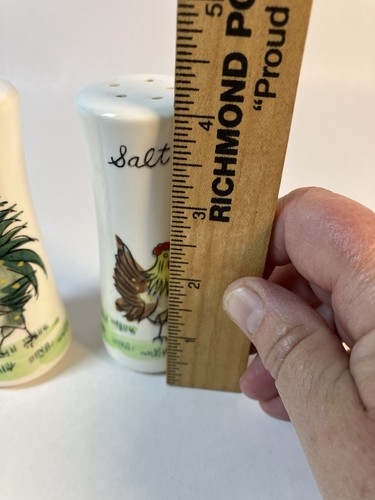 Salt
5
4
3
2
1
RICHMOND PO
"Proud